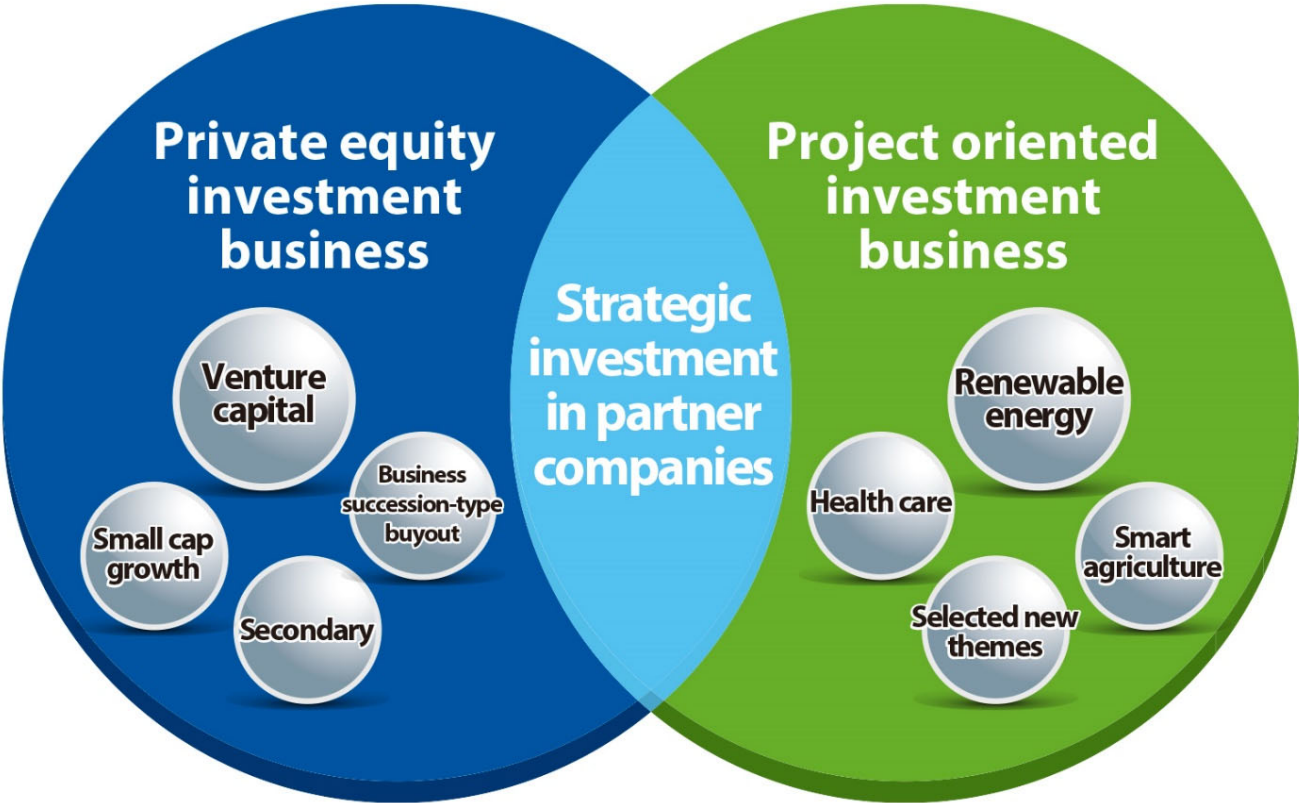 Private equity
investment
business
Venture
capital
Business
succession-type
buyout
Small cap
growth
Secondary
Strategic
investment
in partner
companies
Project oriented
investment
business
Renewable
energy
Health care
Smart
agriculture
Selected new
themes